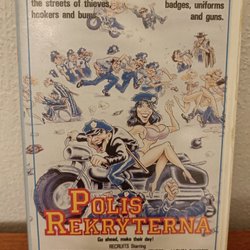 the streets of thieves,
hookers and bums.
badges, uniforms
and guns.
POLIS
REKRYTERNA
Go ahead, make their day!
RECRUITS Starring